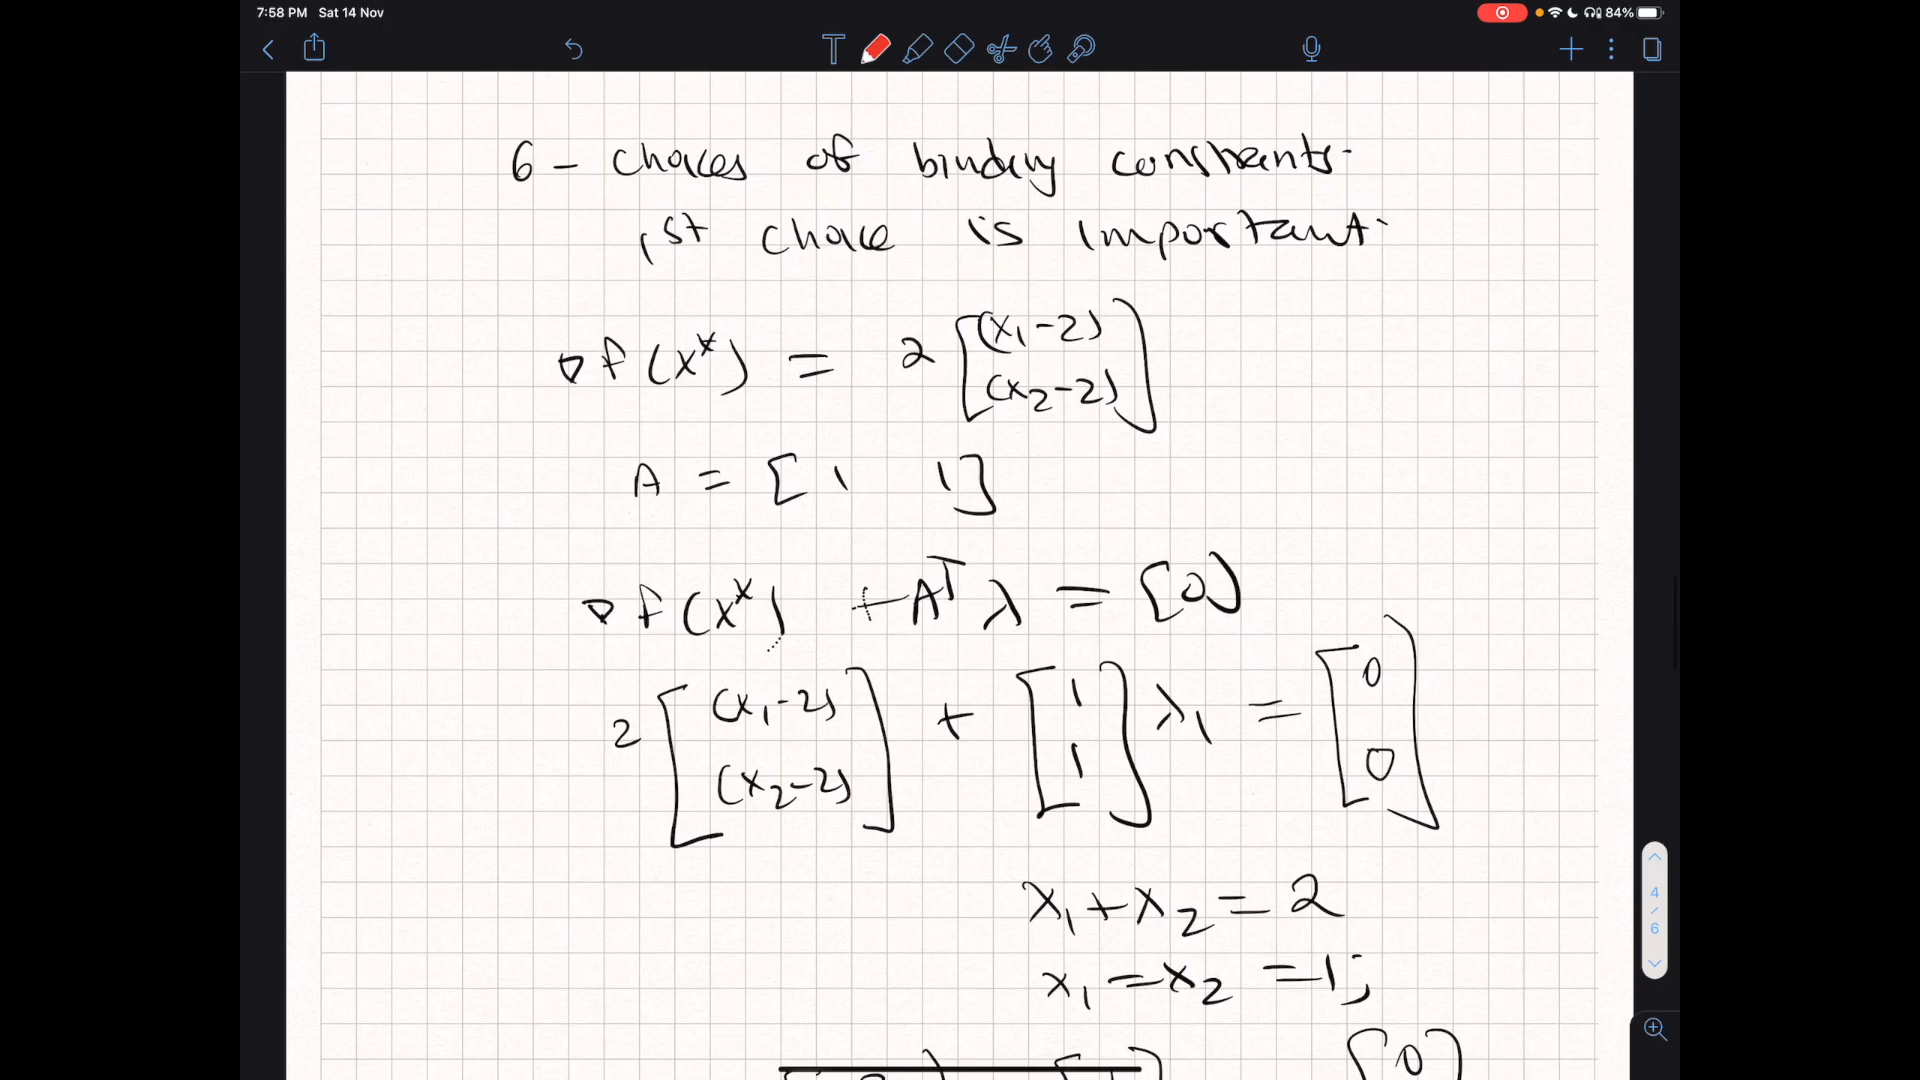 7:58 PM Sat 14 Nov
84%
6 - choices of binding constraints.
1st choice is important.
∇f(x*) = 2 [(x₁-2) (x₂-2)]
A = [1 1]
∇f(x*) + Aᵀλ = [0]
2 [(x₁-2) (x₂-2)] + [1 1] λ₁ = [0 0]
x₁+x₂ = 2
x₁ = x₂ = 1;
[0]
4 / 6